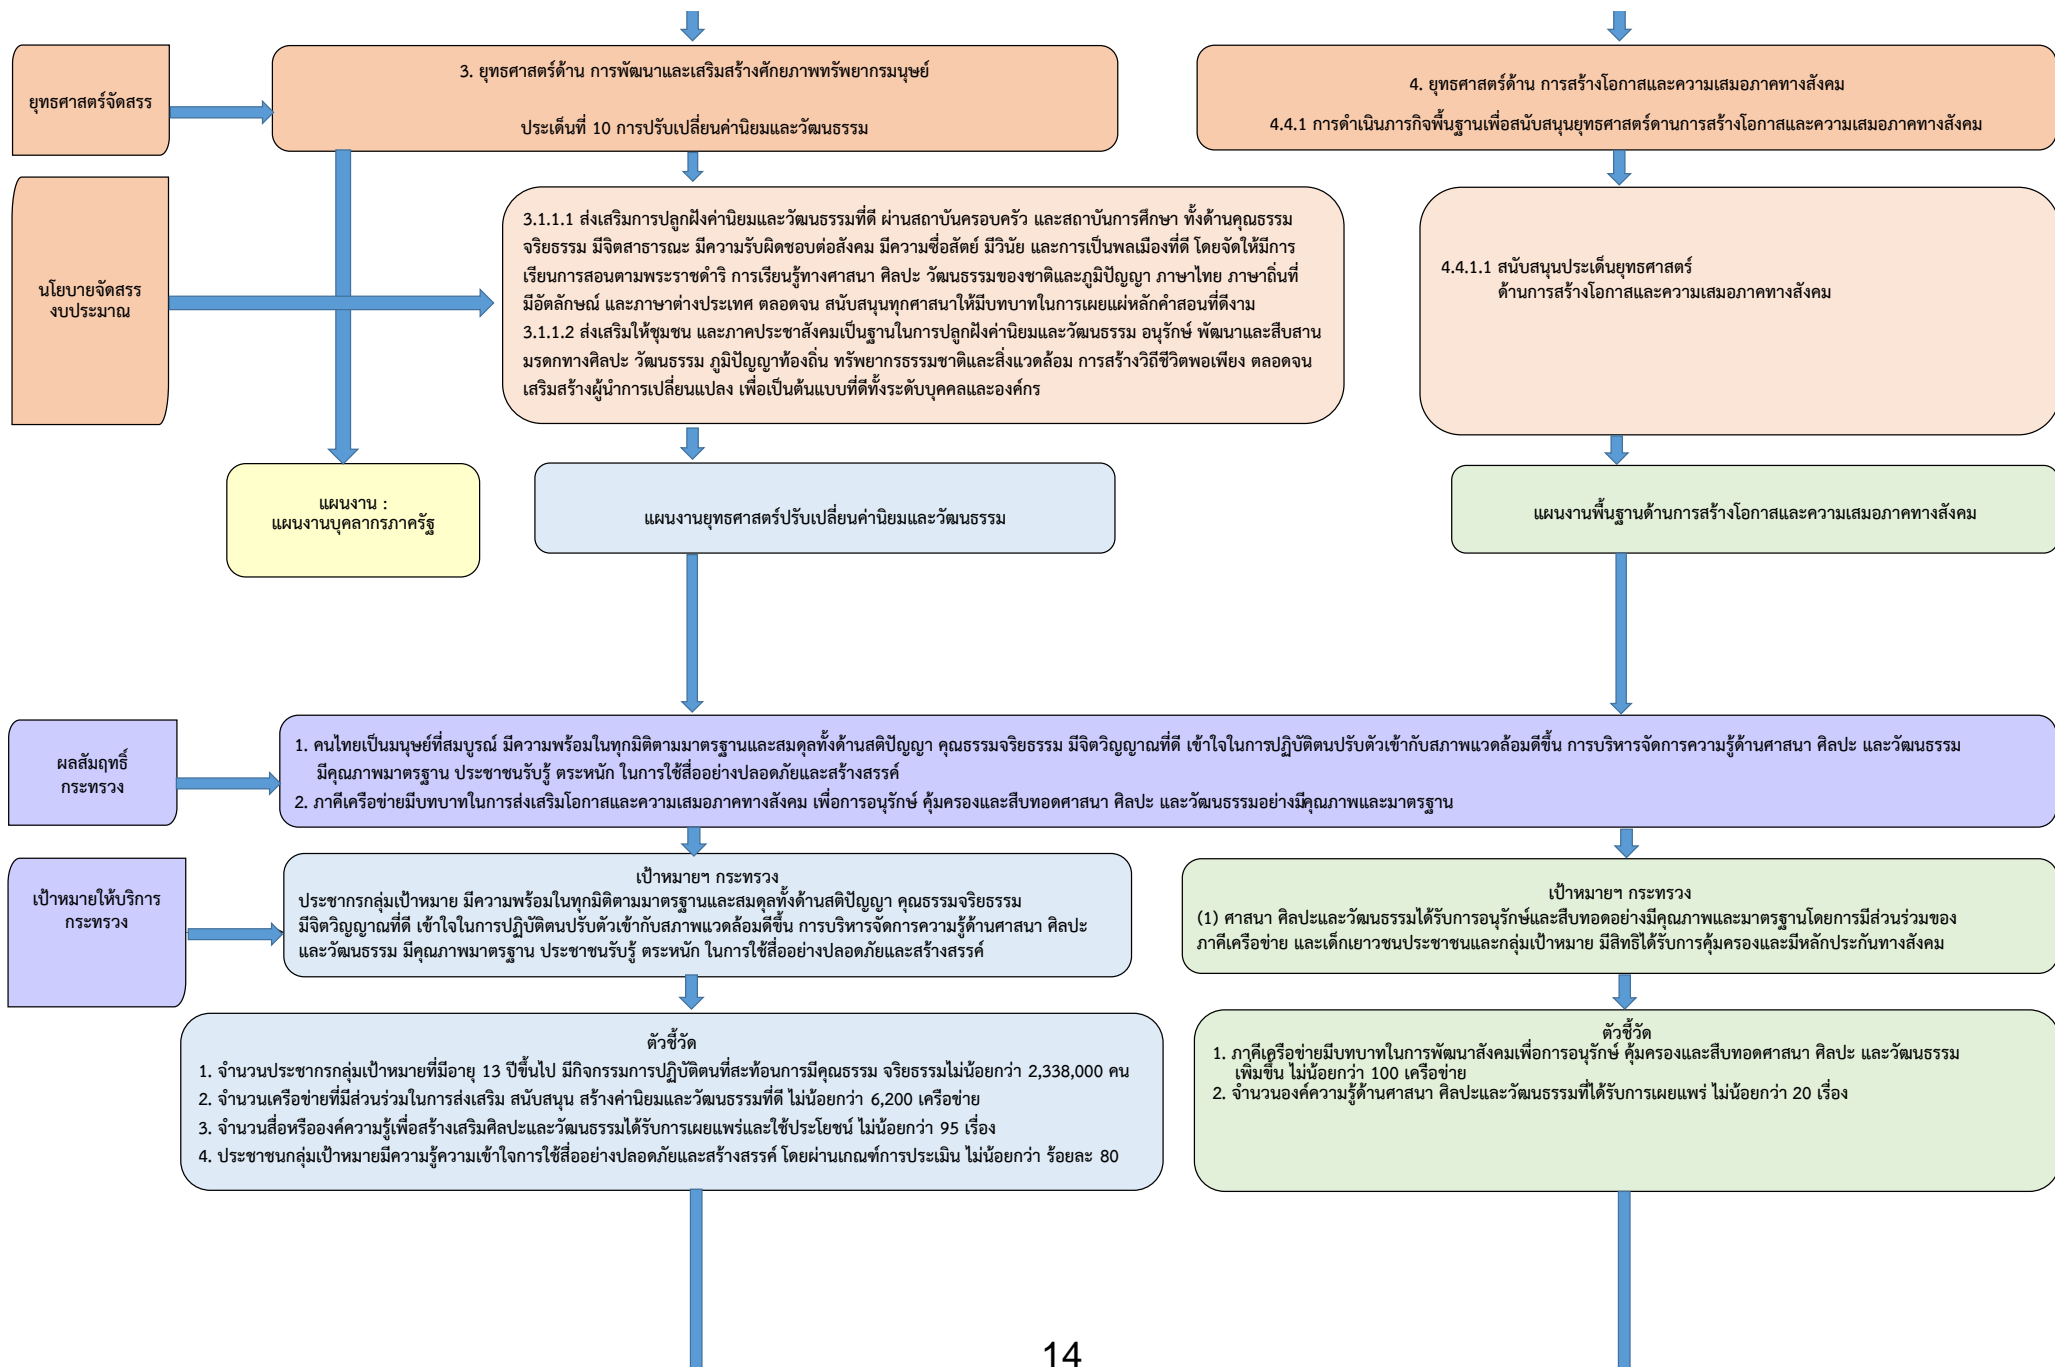 ยุทธศาสตร์จัดสรร
3. ยุทธศาสตร์ด้าน การพัฒนาและเสริมสร้างศักยภาพทรัพยากรมนุษย์
ประเด็นที่ 10 การปรับเปลี่ยนค่านิยมและวัฒนธรรม
4. ยุทธศาสตร์ด้าน การสร้างโอกาสและความเสมอภาคทางสังคม
4.4.1 การดำเนินภารกิจพื้นฐานเพื่อสนับสนุนยุทธศาสตร์ดานการสร้างโอกาสและความเสมอภาคทางสังคม
นโยบายจัดสรร
งบประมาณ
3.1.1.1 ส่งเสริมการปลูกฝังค่านิยมและวัฒนธรรมที่ดี ผ่านสถาบันครอบครัว และสถาบันการศึกษา ทั้งด้านคุณธรรม
จริยธรรม มีจิตสาธารณะ มีความรับผิดชอบต่อสังคม มีความซื่อสัตย์ มีวินัย และการเป็นพลเมืองที่ดี โดยจัดให้มีการ
เรียนการสอนตามพระราชดำริ การเรียนรู้ทางศาสนา ศิลปะ วัฒนธรรมของชาติและภูมิปัญญา ภาษาไทย ภาษาถิ่นที่
มีอัตลักษณ์ และภาษาต่างประเทศ ตลอดจน สนับสนุนทุกศาสนาให้มีบทบาทในการเผยแผ่หลักคำสอนที่ดีงาม
3.1.1.2 ส่งเสริมให้ชุมชน และภาคประชาสังคมเป็นฐานในการปลูกฝังค่านิยมและวัฒนธรรม อนุรักษ์ พัฒนาและสืบสาน
มรดกทางศิลปะ วัฒนธรรม ภูมิปัญญาท้องถิ่น ทรัพยากรธรรมชาติและสิ่งแวดล้อม การสร้างวิถีชีวิตพอเพียง ตลอดจน
เสริมสร้างผู้นำการเปลี่ยนแปลง เพื่อเป็นต้นแบบที่ดีทั้งระดับบุคคลและองค์กร
4.4.1.1 สนับสนุนประเด็นยุทธศาสตร์
ด้านการสร้างโอกาสและความเสมอภาคทางสังคม
แผนงาน :
แผนงานบุคลากรภาครัฐ
แผนงานยุทธศาสตร์ปรับเปลี่ยนค่านิยมและวัฒนธรรม
แผนงานพื้นฐานด้านการสร้างโอกาสและความเสมอภาคทางสังคม
ผลสัมฤทธิ์
กระทรวง
1. คนไทยเป็นมนุษย์ที่สมบูรณ์ มีความพร้อมในทุกมิติตามมาตรฐานและสมดุลทั้งด้านสติปัญญา คุณธรรมจริยธรรม มีจิตวิญญาณที่ดี เข้าใจในการปฏิบัติตนปรับตัวเข้ากับสภาพแวดล้อมดีขึ้น การบริหารจัดการความรู้ด้านศาสนา ศิลปะ และวัฒนธรรม
มีคุณภาพมาตรฐาน ประชาชนรับรู้ ตระหนัก ในการใช้สื่ออย่างปลอดภัยและสร้างสรรค์
2. ภาคีเครือข่ายมีบทบาทในการส่งเสริมโอกาสและความเสมอภาคทางสังคม เพื่อการอนุรักษ์ คุ้มครองและสืบทอดศาสนา ศิลปะ และวัฒนธรรมอย่างมีคุณภาพและมาตรฐาน
เป้าหมายให้บริการ
กระทรวง
เป้าหมายฯ กระทรวง
ประชากรกลุ่มเป้าหมาย มีความพร้อมในทุกมิติตามมาตรฐานและสมดุลทั้งด้านสติปัญญา คุณธรรมจริยธรรม
มีจิตวิญญาณที่ดี เข้าใจในการปฏิบัติตนปรับตัวเข้ากับสภาพแวดล้อมดีขึ้น การบริหารจัดการความรู้ด้านศาสนา ศิลปะ
และวัฒนธรรม มีคุณภาพมาตรฐาน ประชาชนรับรู้ ตระหนัก ในการใช้สื่ออย่างปลอดภัยและสร้างสรรค์
เป้าหมายฯ กระทรวง
(1) ศาสนา ศิลปะและวัฒนธรรมได้รับการอนุรักษ์และสืบทอดอย่างมีคุณภาพและมาตรฐานโดยการมีส่วนร่วมของ
ภาคีเครือข่าย และเด็กเยาวชนประชาชนและกลุ่มเป้าหมาย มีสิทธิได้รับการคุ้มครองและมีหลักประกันทางสังคม
ตัวชี้วัด
1. จำนวนประชากรกลุ่มเป้าหมายที่มีอายุ 13 ปีขึ้นไป มีกิจกรรมการปฏิบัติตนที่สะท้อนการมีคุณธรรม จริยธรรมไม่น้อยกว่า 2,338,000 คน
2. จำนวนเครือข่ายที่มีส่วนร่วมในการส่งเสริม สนับสนุน สร้างค่านิยมและวัฒนธรรมที่ดี ไม่น้อยกว่า 6,200 เครือข่าย
3. จำนวนสื่อหรือองค์ความรู้เพื่อสร้างเสริมศิลปะและวัฒนธรรมได้รับการเผยแพร่และใช้ประโยชน์ ไม่น้อยกว่า 95 เรื่อง
4. ประชาชนกลุ่มเป้าหมายมีความรู้ความเข้าใจการใช้สื่ออย่างปลอดภัยและสร้างสรรค์ โดยผ่านเกณฑ์การประเมิน ไม่น้อยกว่า ร้อยละ 80
ตัวชี้วัด
1. ภาคีเครือข่ายมีบทบาทในการพัฒนาสังคมเพื่อการอนุรักษ์ คุ้มครองและสืบทอดศาสนา ศิลปะ และวัฒนธรรม
เพิ่มขึ้น ไม่น้อยกว่า 100 เครือข่าย
2. จำนวนองค์ความรู้ด้านศาสนา ศิลปะและวัฒนธรรมที่ได้รับการเผยแพร่ ไม่น้อยกว่า 20 เรื่อง
14